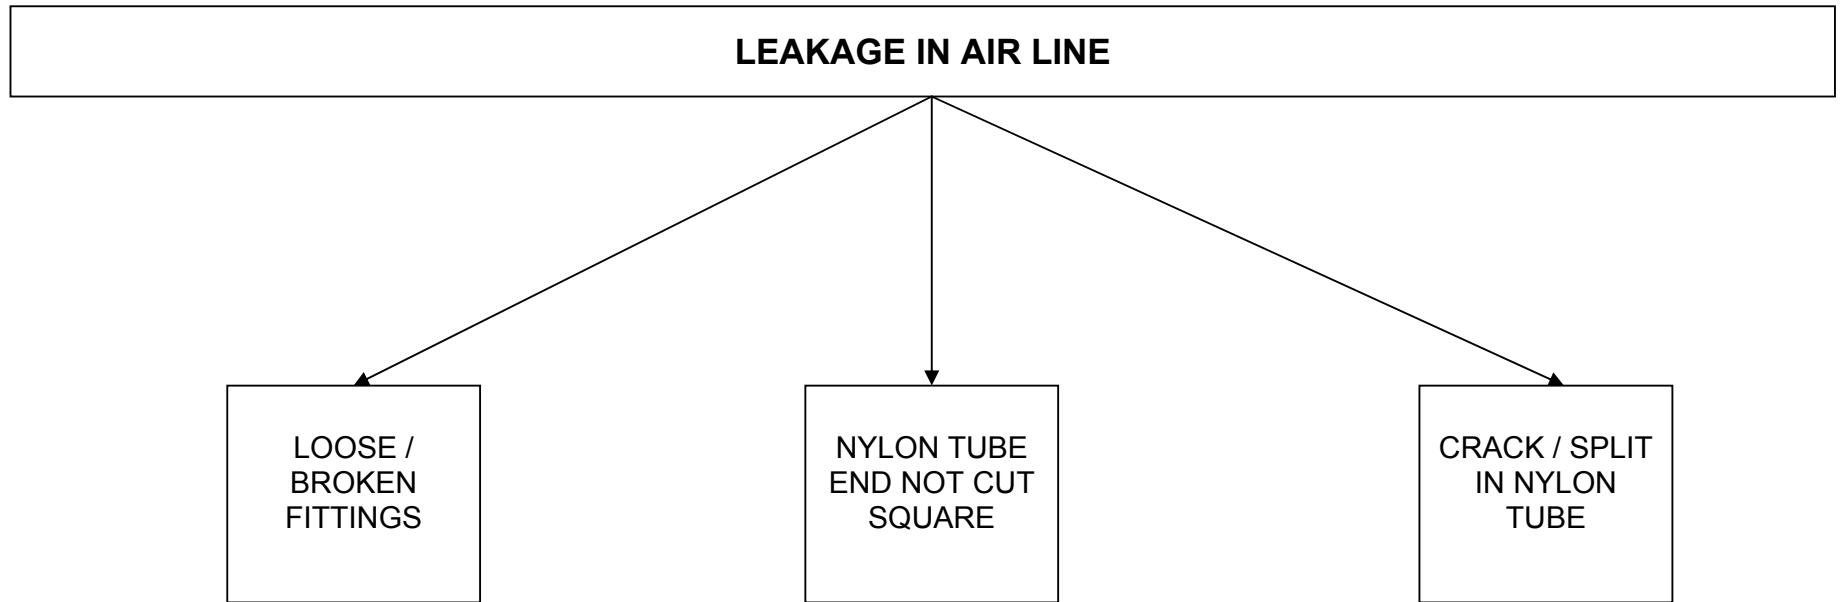 LEAKAGE IN AIR LINE
LOOSE /
BROKEN
FITTINGS
NYLON TUBE
END NOT CUT
SQUARE
CRACK / SPLIT
IN NYLON
TUBE